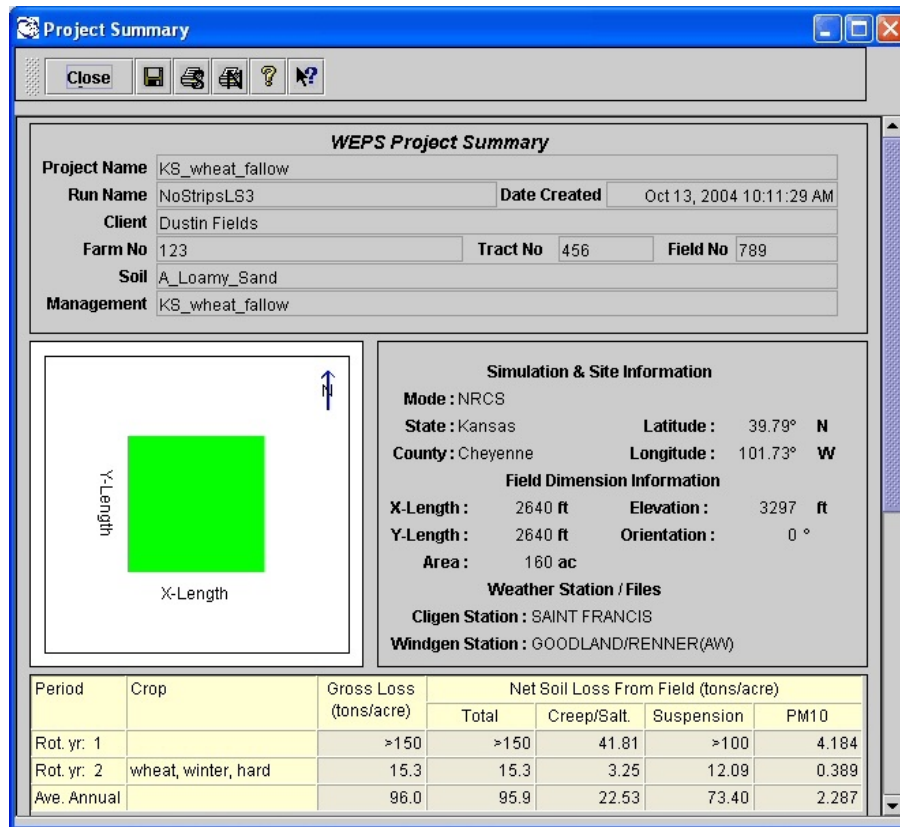 Project Summary
Close
WEPS Project Summary
Project Name KS_wheat_fallow
Run Name NoStripsLS3 Date Created Oct 13, 2004 10:11:29 AM
Client Dustin Fields
Farm No 123 Tract No 456 Field No 789
Soil A_Loamy_Sand
Management KS_wheat_fallow
N
Y-Length
X-Length
Simulation & Site Information
Mode : NRCS
State : Kansas Latitude : 39.79° N
County : Cheyenne Longitude : 101.73° W
Field Dimension Information
X-Length : 2640 ft Elevation : 3297 ft
Y-Length : 2640 ft Orientation : 0 °
Area : 160 ac
Weather Station / Files
Cligen Station : SAINT FRANCIS
Windgen Station : GOODLAND/RENNER(AW)
Period Crop Gross Loss (tons/acre) Net Soil Loss From Field (tons/acre)
Total Creep/Salt. Suspension PM10
Rot. yr: 1 >150 >150 41.81 >100 4.184
Rot. yr: 2 wheat, winter, hard 15.3 15.3 3.25 12.09 0.389
Ave. Annual 96.0 95.9 22.53 73.40 2.287